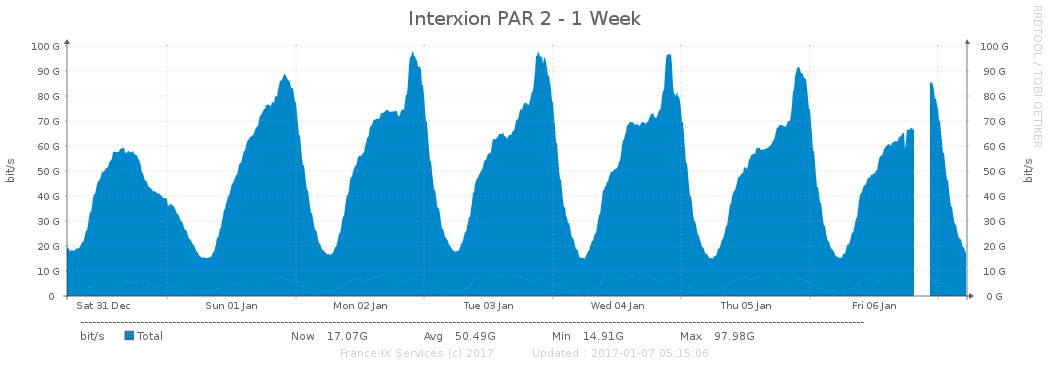 Interxion PAR 2 - 1 Week
RRDTOOL / TOBI OETIKER
bit/s
100 G
90 G
80 G
70 G
60 G
50 G
40 G
30 G
20 G
10 G
0
100 G
90 G
80 G
70 G
60 G
50 G
40 G
30 G
20 G
10 G
0 G
bit/s
Sat 31 Dec Sun 01 Jan Mon 02 Jan Tue 03 Jan Wed 04 Jan Thu 05 Jan Fri 06 Jan
bit/s Total Now 17.07G Avg 50.49G Min 14.91G Max 97.98G
France-IX Services (c) 2017 Updated : 2017-01-07 05:15:06